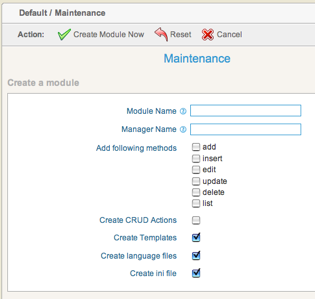 Default / Maintenance
Action: Create Module Now Reset Cancel
Maintenance
Create a module
Module Name
Manager Name
Add following methods
add
insert
edit
update
delete
list
Create CRUD Actions
Create Templates
Create language files
Create ini file